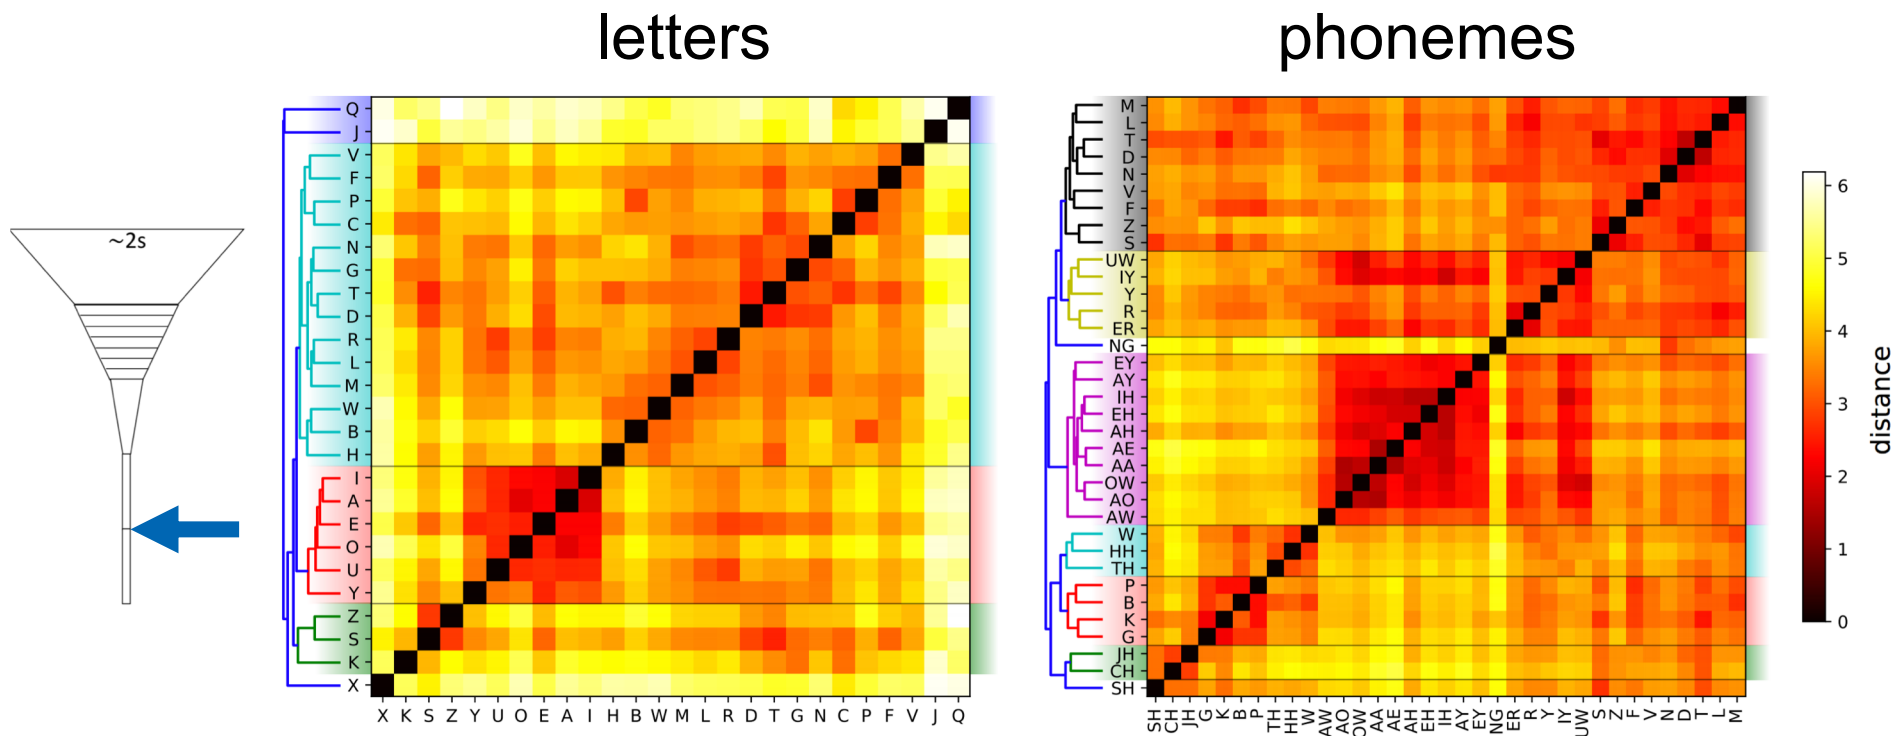 letters
phonemes
~2s
Q
J
V
F
P
C
N
G
T
D
R
L
M
W
B
H
I
A
E
O
U
Y
Z
S
K
X
X K S Z Y U O E A I H B W M L R D T G N C P F V J Q
M
L
T
D
N
V
F
Z
S
UW
IY
Y
R
ER
NG
EY
AY
IH
EH
AH
AE
AA
OW
AO
AW
W
HH
TH
P
B
K
G
JH
CH
SH
SH CH JH G K B P TH HH W AW AO OW AA AE AH EH IH AY EY NG ER R Y IY UW S Z F V N D T L M
6
5
4
3
2
1
0
distance